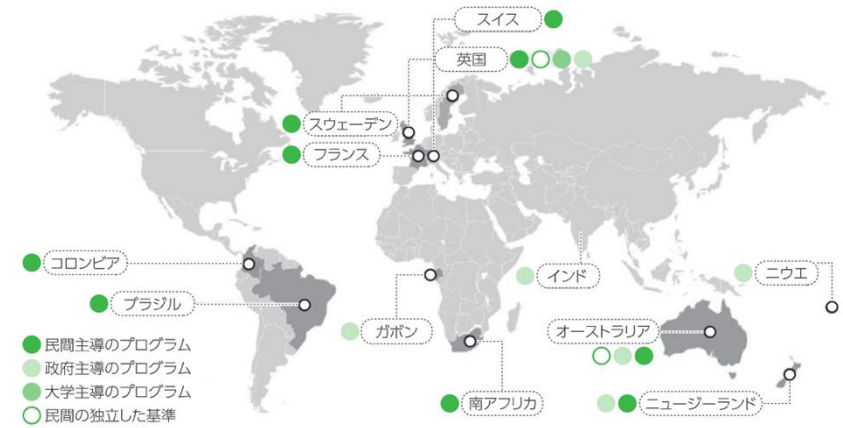 スイス
英国
スウェーデン
フランス
コロンビア
ブラジル
ガボン
インド
ニウエ
オーストラリア
南アフリカ
ニュージーランド
民間主導のプログラム
政府主導のプログラム
大学主導のプログラム
民間の独立した基準